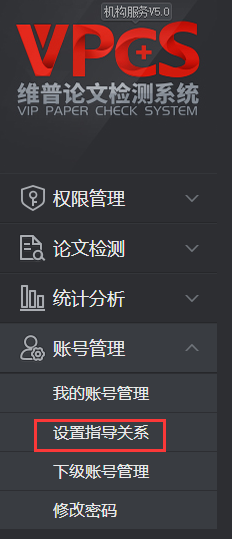 机构服务V5.0
VPCS
维普论文检测系统
VIP PAPER CHECK SYSTEM
权限管理
论文检测
统计分析
账号管理
我的账号管理
设置指导关系
下级账号管理
修改密码